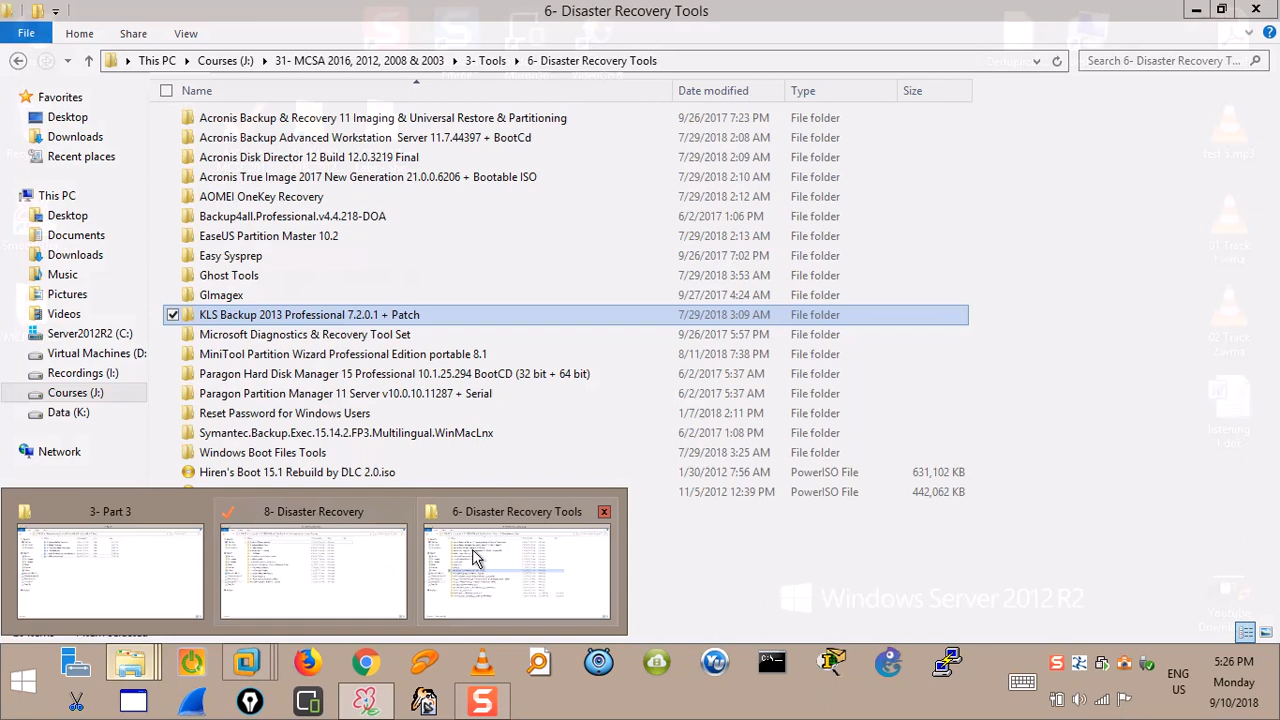 6- Disaster Recovery Tools
File
Home
Share
View
This PC
Courses (J:)
31- MCSA 2016, 2012, 2008 & 2003
3- Tools
6- Disaster Recovery Tools
Search 6- Disaster Recovery T...
Name
Date modified
Type
Size
Favorites
Desktop
Downloads
Recent places
This PC
Desktop
Documents
Downloads
Music
Pictures
Videos
Server2012R2 (C:)
Virtual Machines (D:
Recordings (I:)
Courses (J:)
Data (K:)
Network
Acronis Backup & Recovery 11 Imaging & Universal Restore & Partitioning 9/26/2017 7:23 PM File folder
Acronis Backup Advanced Workstation Server 11.7.44397 + BootCd 7/29/2018 2:08 AM File folder
Acronis Disk Director 12 Build 12.0.3219 Final 7/29/2018 2:09 AM File folder
Acronis True Image 2017 New Generation 21.0.0.6206 + Bootable ISO 7/29/2018 2:10 AM File folder
AOMEI OneKey Recovery 7/29/2018 2:10 AM File folder
Backup4all.Professional.v4.4.218-DOA 6/2/2017 1:06 PM File folder
EaseUS Partition Master 10.2 7/29/2018 2:13 AM File folder
Easy Sysprep 9/26/2017 7:02 PM File folder
Ghost Tools 7/29/2018 3:53 AM File folder
GImagex 9/27/2017 4:24 AM File folder
KLS Backup 2013 Professional 7.2.0.1 + Patch 7/29/2018 3:09 AM File folder
Microsoft Diagnostics & Recovery Tool Set 9/26/2017 5:57 PM File folder
MiniTool Partition Wizard Professional Edition portable 8.1 8/11/2018 7:38 PM File folder
Paragon Hard Disk Manager 15 Professional 10.1.25.294 BootCD (32 bit + 64 bit) 6/2/2017 5:37 AM File folder
Paragon Partition Manager 11 Server v10.0.10.11287 + Serial 6/2/2017 5:37 AM File folder
Reset Password for Windows Users 1/7/2018 2:11 PM File folder
Symantec.Backup.Exec.15.14.2.FP3.Multilingual.WinMacLnx 6/2/2017 1:08 PM File folder
Windows Boot Files Tools 7/29/2018 3:25 AM File folder
Hiren's Boot 15.1 Rebuild by DLC 2.0.iso 1/30/2012 7:56 AM PowerISO File 631,102 KB
11/5/2012 12:39 PM PowerISO File 442,062 KB
3- Part 3
8- Disaster Recovery
6- Disaster Recovery Tools
Windows Server 2012 R2
ENG
US
5:26 PM
Monday
9/10/2018